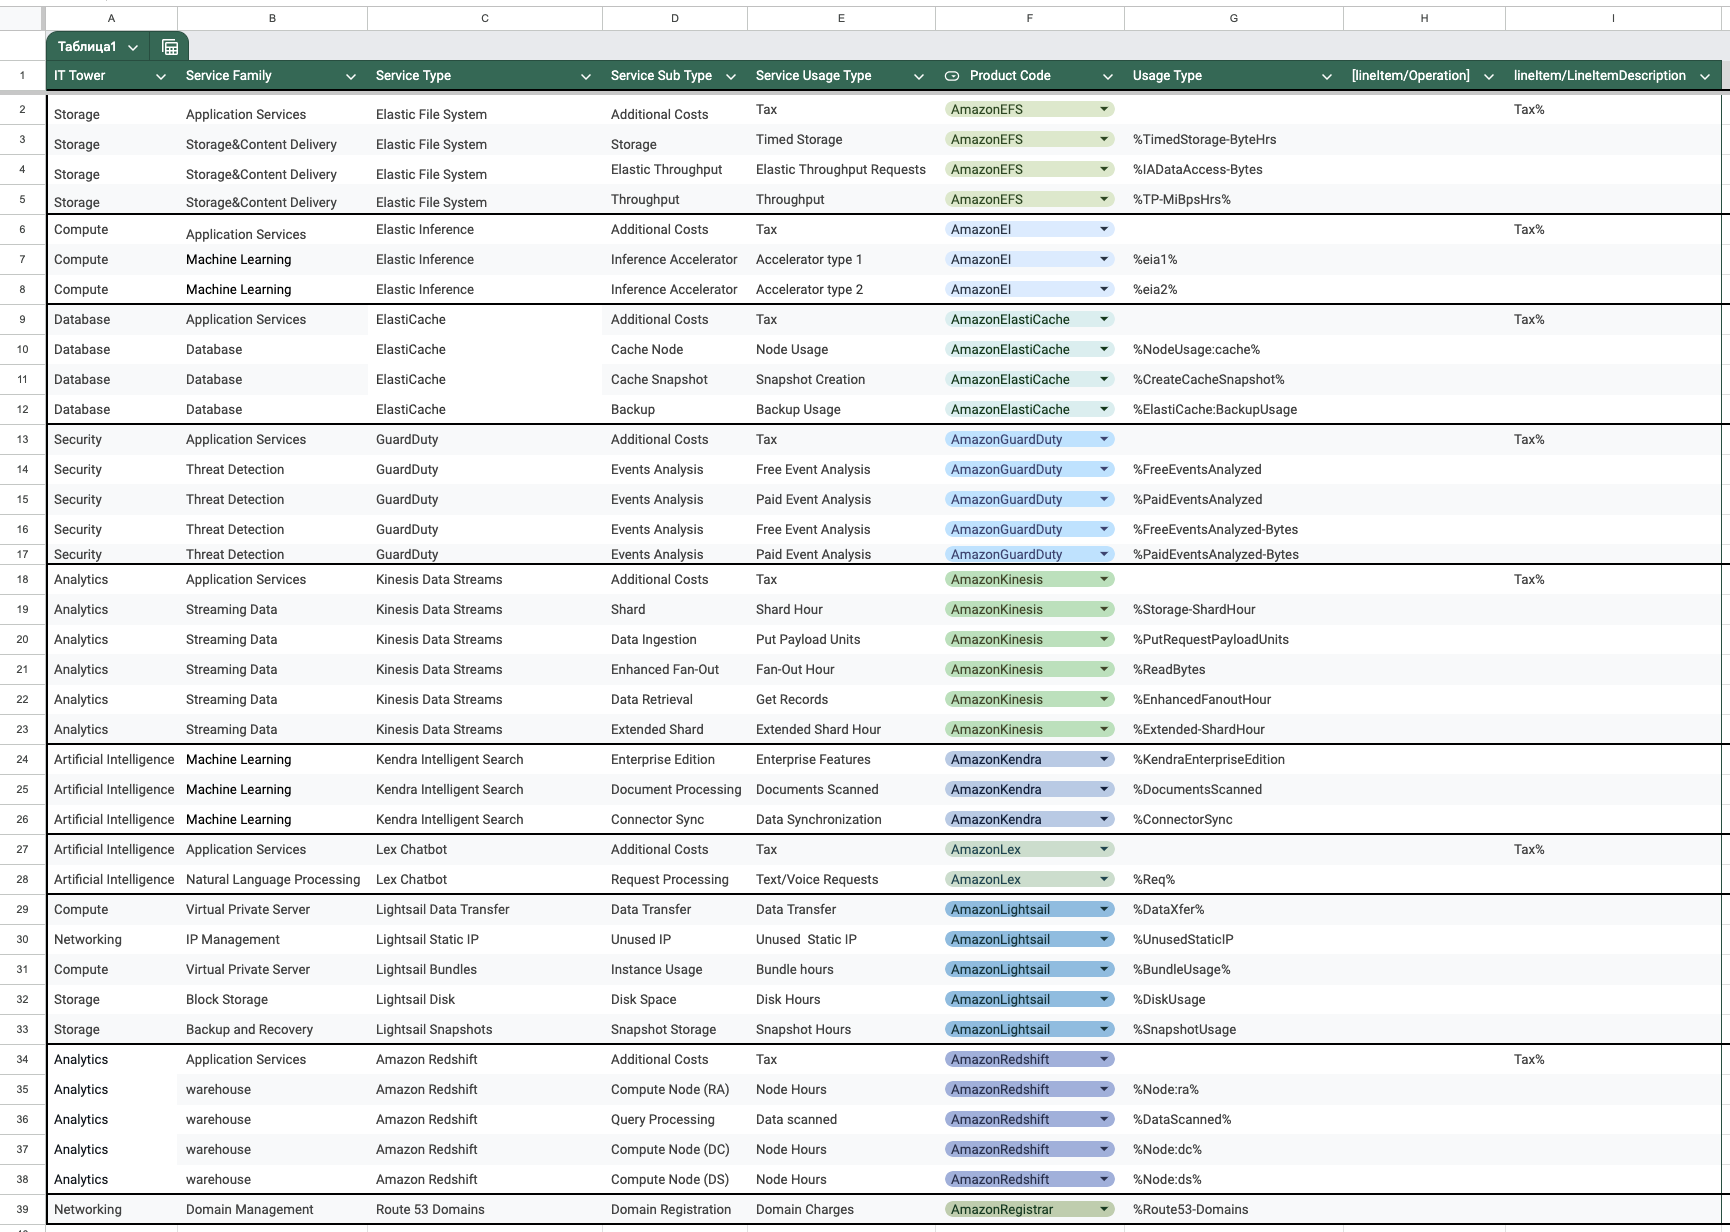 A B C D E F G H I
Таблица1
1 IT Tower Service Family Service Type Service Sub Type Service Usage Type Product Code Usage Type [lineItem/Operation] lineItem/LineItemDescription
2 Storage Application Services Elastic File System Additional Costs Tax AmazonEFS Tax%
3 Storage Storage&Content Delivery Elastic File System Storage Timed Storage AmazonEFS %TimedStorage-ByteHrs
4 Storage Storage&Content Delivery Elastic File System Elastic Throughput Elastic Throughput Requests AmazonEFS %IADataAccess-Bytes
5 Storage Storage&Content Delivery Elastic File System Throughput Throughput AmazonEFS %TP-MiBpsHrs%
6 Compute Application Services Elastic Inference Additional Costs Tax AmazonEI Tax%
7 Compute Machine Learning Elastic Inference Inference Accelerator Accelerator type 1 AmazonEI %eia1%
8 Compute Machine Learning Elastic Inference Inference Accelerator Accelerator type 2 AmazonEI %eia2%
9 Database Application Services ElastiCache Additional Costs Tax AmazonElastiCache Tax%
10 Database Database ElastiCache Cache Node Node Usage AmazonElastiCache %NodeUsage:cache%
11 Database Database ElastiCache Cache Snapshot Snapshot Creation AmazonElastiCache %CreateCacheSnapshot%
12 Database Database ElastiCache Backup Backup Usage AmazonElastiCache %ElastiCache:BackupUsage
13 Security Application Services GuardDuty Additional Costs Tax AmazonGuardDuty Tax%
14 Security Threat Detection GuardDuty Events Analysis Free Event Analysis AmazonGuardDuty %FreeEventsAnalyzed
15 Security Threat Detection GuardDuty Events Analysis Paid Event Analysis AmazonGuardDuty %PaidEventsAnalyzed
16 Security Threat Detection GuardDuty Events Analysis Free Event Analysis AmazonGuardDuty %FreeEventsAnalyzed-Bytes
17 Security Threat Detection GuardDuty Events Analysis Paid Event Analysis AmazonGuardDuty %PaidEventsAnalyzed-Bytes
18 Analytics Application Services Kinesis Data Streams Additional Costs Tax AmazonKinesis Tax%
19 Analytics Streaming Data Kinesis Data Streams Shard Shard Hour AmazonKinesis %Storage-ShardHour
20 Analytics Streaming Data Kinesis Data Streams Data Ingestion Put Payload Units AmazonKinesis %PutRequestPayloadUnits
21 Analytics Streaming Data Kinesis Data Streams Enhanced Fan-Out Fan-Out Hour AmazonKinesis %ReadBytes
22 Analytics Streaming Data Kinesis Data Streams Data Retrieval Get Records AmazonKinesis %EnhancedFanoutHour
23 Analytics Streaming Data Kinesis Data Streams Extended Shard Extended Shard Hour AmazonKinesis %Extended-ShardHour
24 Artificial Intelligence Machine Learning Kendra Intelligent Search Enterprise Edition Enterprise Features AmazonKendra %KendraEnterpriseEdition
25 Artificial Intelligence Machine Learning Kendra Intelligent Search Document Processing Documents Scanned AmazonKendra %DocumentsScanned
26 Artificial Intelligence Machine Learning Kendra Intelligent Search Connector Sync Data Synchronization AmazonKendra %ConnectorSync
27 Artificial Intelligence Application Services Lex Chatbot Additional Costs Tax AmazonLex Tax%
28 Artificial Intelligence Natural Language Processing Lex Chatbot Request Processing Text/Voice Requests AmazonLex %Req%
29 Compute Virtual Private Server Lightsail Data Transfer Data Transfer Data Transfer AmazonLightsail %DataXfer%
30 Networking IP Management Lightsail Static IP Unused IP Unused Static IP AmazonLightsail %UnusedStaticIP
31 Compute Virtual Private Server Lightsail Bundles Instance Usage Bundle hours AmazonLightsail %BundleUsage%
32 Storage Block Storage Lightsail Disk Disk Space Disk Hours AmazonLightsail %DiskUsage
33 Storage Backup and Recovery Lightsail Snapshots Snapshot Storage Snapshot Hours AmazonLightsail %SnapshotUsage
34 Analytics Application Services Amazon Redshift Additional Costs Tax AmazonRedshift Tax%
35 Analytics warehouse Amazon Redshift Compute Node (RA) Node Hours AmazonRedshift %Node:ra%
36 Analytics warehouse Amazon Redshift Query Processing Data scanned AmazonRedshift %DataScanned%
37 Analytics warehouse Amazon Redshift Compute Node (DC) Node Hours AmazonRedshift %Node:dc%
38 Analytics warehouse Amazon Redshift Compute Node (DS) Node Hours AmazonRedshift %Node:ds%
39 Networking Domain Management Route 53 Domains Domain Registration Domain Charges AmazonRegistrar %Route53-Domains